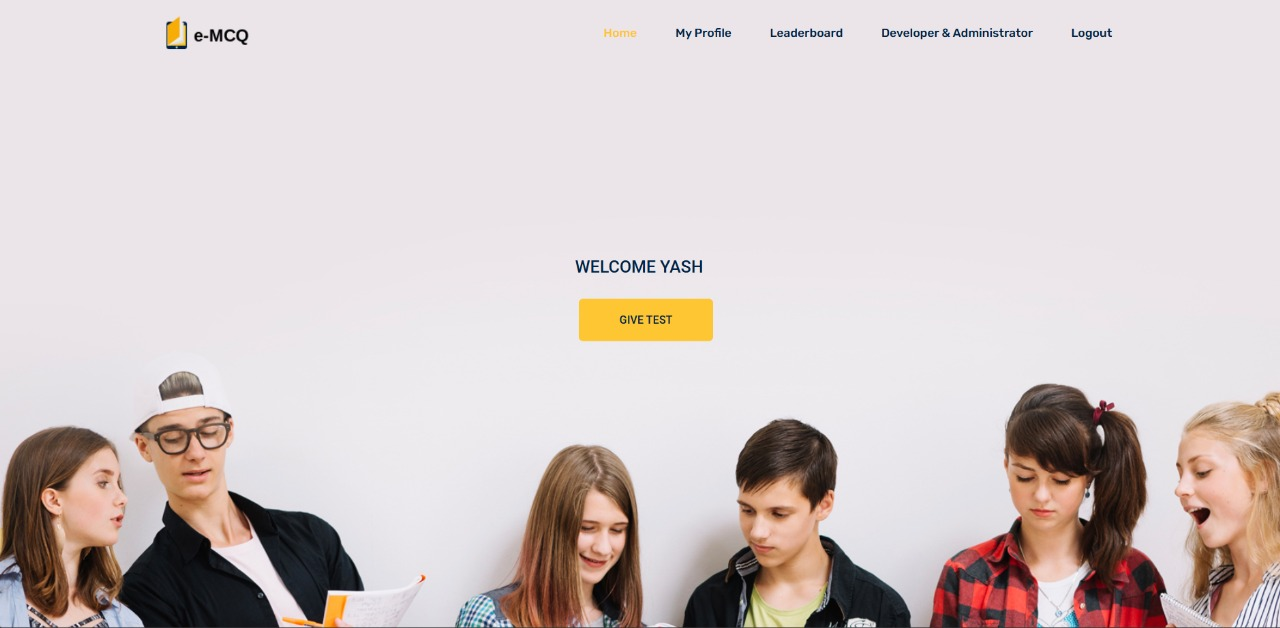 e-MCQ
Home My Profile Leaderboard Developer & Administrator Logout
WELCOME YASH
GIVE TEST